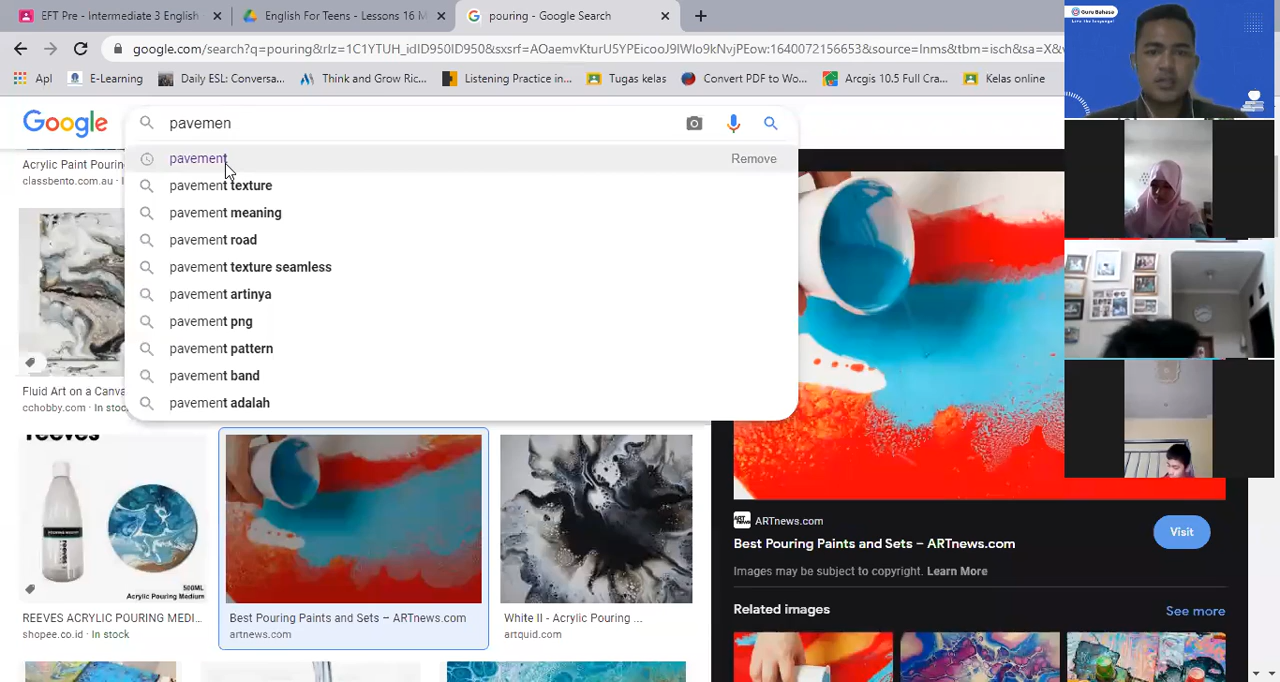 EFT Pre - Intermediate 3 English
English For Teens - Lessons 16 M
pouring - Google Search
google.com/search?q=pouring&rlz=1C1YTUH_idID950ID950&sxsrf=AOaemvKturU5YPEicooJ9lWIo9kNvjPEow:1640072156653&source=lnms&tbm=isch&sa=X&v
Apl
E-Learning
Daily ESL: Conversa...
Think and Grow Ric...
Listening Practice in...
Tugas kelas
Convert PDF to Wo...
Arcgis 10.5 Full Cra...
Kelas online
Google
pavemen
pavement
Remove
pavement texture
pavement meaning
pavement road
pavement texture seamless
pavement artinya
pavement png
pavement pattern
pavement band
pavement adalah
Acrylic Paint Pourin
classbento.com.au
Fluid Art on a Canva
cchobby.com · In stoc
REEVES
500ML
Acrylic Pouring Medium
REEVES ACRYLIC POURING MEDI...
shopee.co.id · In stock
Best Pouring Paints and Sets – ARTnews.com
artnews.com
White II - Acrylic Pouring ...
artquid.com
ARTnews.com
Best Pouring Paints and Sets – ARTnews.com
Visit
Images may be subject to copyright. Learn More
Related images
See more
Guru Bahasa